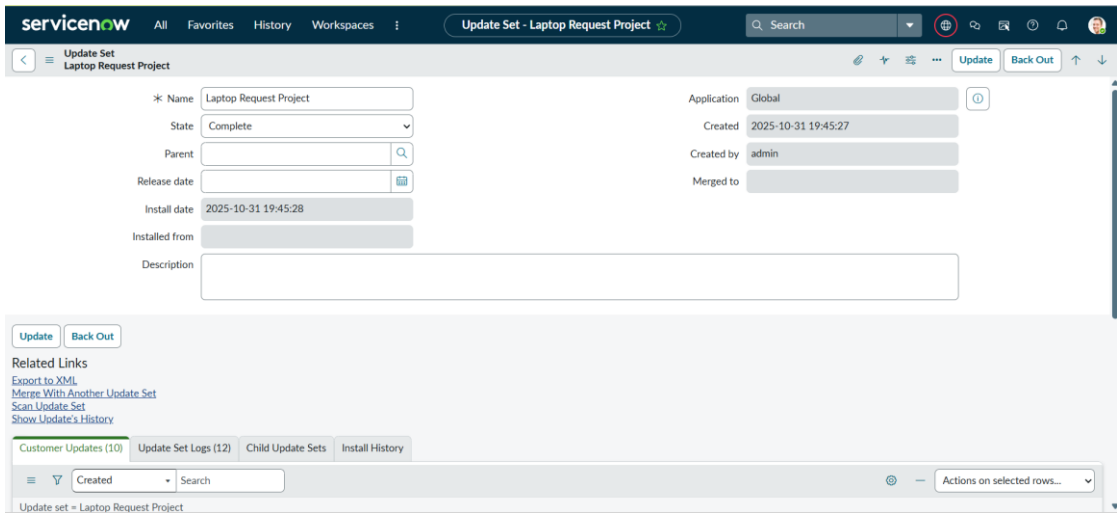 servicenow All Favorites History Workspaces Update Set - Laptop Request Project Search
Update Set
Laptop Request Project
Update Back Out
Name Laptop Request Project
Application Global
State Complete
Created 2025-10-31 19:45:27
Parent
Created by admin
Release date
Merged to
Install date 2025-10-31 19:45:28
Installed from
Description
Update Back Out
Related Links
Export to XML
Merge With Another Update Set
Scan Update Set
Show Update's History
Customer Updates (10) Update Set Logs (12) Child Update Sets Install History
Created Search Actions on selected rows...
Update set = Laptop Request Project